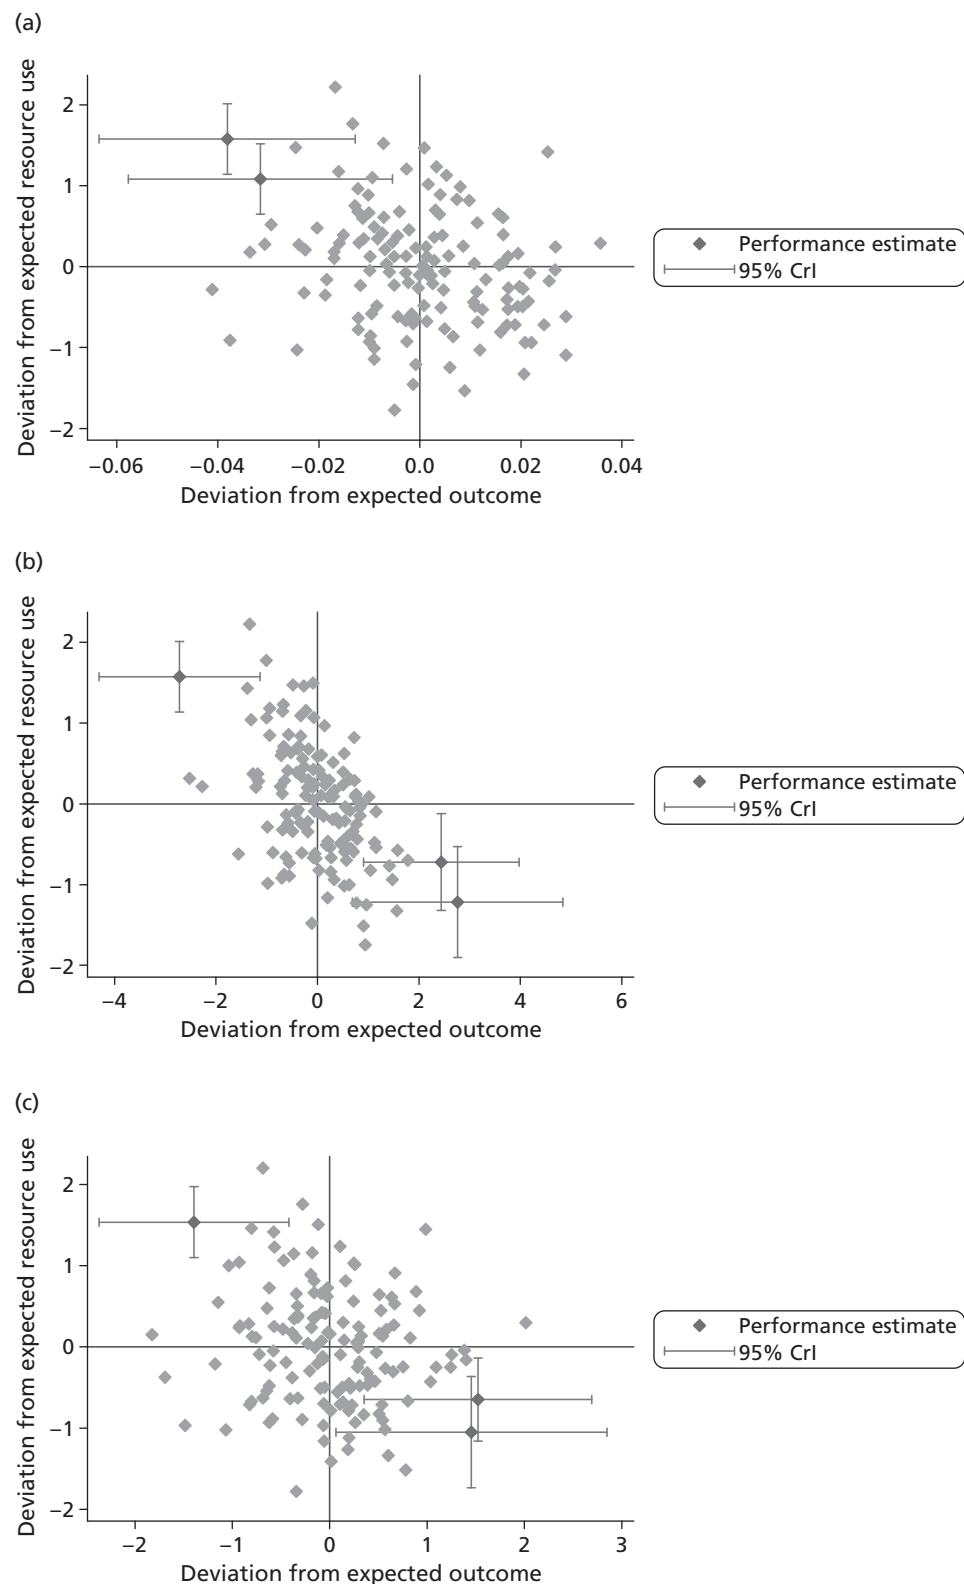 (a)
Deviation from expected resource use
2
1
0
−1
−2
−0.06
−0.04
−0.02
0.0
0.02
0.04
Deviation from expected outcome
Performance estimate
95% CrI
(b)
Deviation from expected resource use
2
1
0
−1
−2
−4
−2
0
2
4
6
Deviation from expected outcome
Performance estimate
95% CrI
(c)
Deviation from expected resource use
2
1
0
−1
−2
−2
−1
0
1
2
3
Deviation from expected outcome
Performance estimate
95% CrI